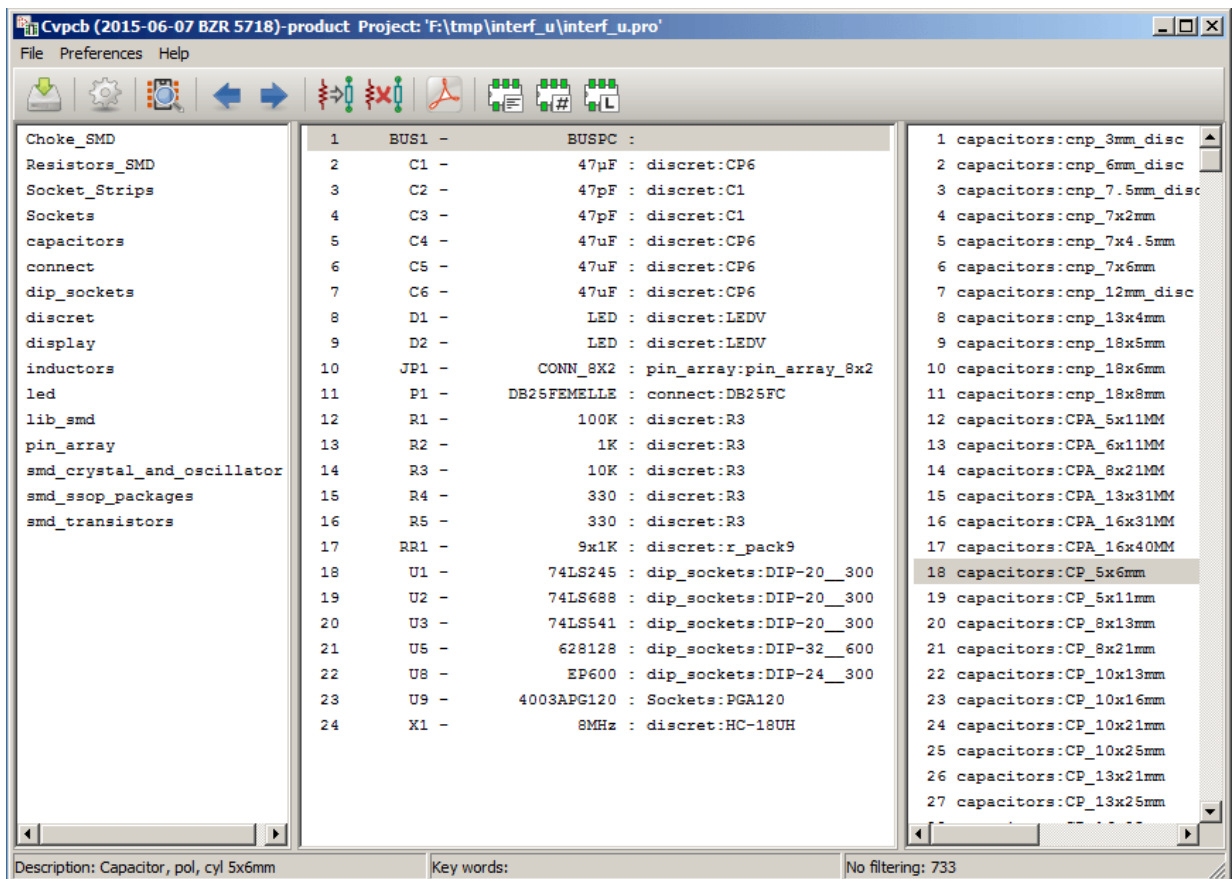 Cvpcb (2015-06-07 BZR 5718)-product Project: 'F:\tmp\interf_u\interf_u.pro'
File Preferences Help
Choke_SMD
Resistors_SMD
Socket_Strips
Sockets
capacitors
connect
dip_sockets
discret
display
inductors
led
lib_smd
pin_array
smd_crystal_and_oscillator
smd_ssop_packages
smd_transistors
1 BUS1 - BUSPC :
2 C1 - 47µF : discret:CP6
3 C2 - 47pF : discret:C1
4 C3 - 47pF : discret:C1
5 C4 - 47uF : discret:CP6
6 C5 - 47uF : discret:CP6
7 C6 - 47uF : discret:CP6
8 D1 - LED : discret:LEDV
9 D2 - LED : discret:LEDV
10 JP1 - CONN_8X2 : pin_array:pin_array_8x2
11 P1 - DB25FEMELLE : connect:DB25FC
12 R1 - 100K : discret:R3
13 R2 - 1K : discret:R3
14 R3 - 10K : discret:R3
15 R4 - 330 : discret:R3
16 R5 - 330 : discret:R3
17 RR1 - 9x1K : discret:r_pack9
18 U1 - 74LS245 : dip_sockets:DIP-20__300
19 U2 - 74LS688 : dip_sockets:DIP-20__300
20 U3 - 74LS541 : dip_sockets:DIP-20__300
21 U5 - 628128 : dip_sockets:DIP-32__600
22 U8 - EP600 : dip_sockets:DIP-24__300
23 U9 - 4003APG120 : Sockets:PGA120
24 X1 - 8MHz : discret:HC-18UH
1 capacitors:cnp_3mm_disc
2 capacitors:cnp_6mm_disc
3 capacitors:cnp_7.5mm_disc
4 capacitors:cnp_7x2mm
5 capacitors:cnp_7x4.5mm
6 capacitors:cnp_7x6mm
7 capacitors:cnp_12mm_disc
8 capacitors:cnp_13x4mm
9 capacitors:cnp_18x5mm
10 capacitors:cnp_18x6mm
11 capacitors:cnp_18x8mm
12 capacitors:CPA_5x11MM
13 capacitors:CPA_6x11MM
14 capacitors:CPA_8x21MM
15 capacitors:CPA_13x31MM
16 capacitors:CPA_16x31MM
17 capacitors:CPA_16x40MM
18 capacitors:CP_5x6mm
19 capacitors:CP_5x11mm
20 capacitors:CP_8x13mm
21 capacitors:CP_8x21mm
22 capacitors:CP_10x13mm
23 capacitors:CP_10x16mm
24 capacitors:CP_10x21mm
25 capacitors:CP_10x25mm
26 capacitors:CP_13x21mm
27 capacitors:CP_13x25mm
Description: Capacitor, pol, cyl 5x6mm
Key words:
No filtering: 733